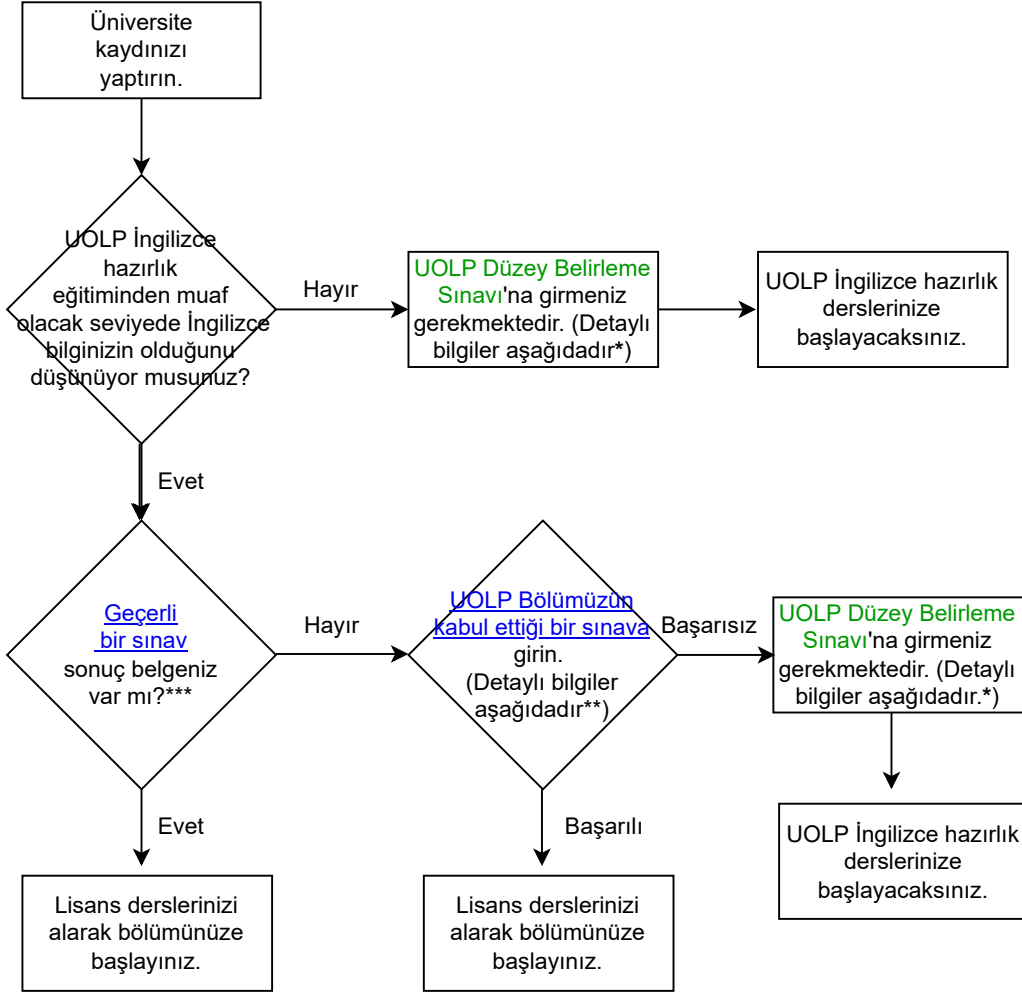 Üniversite
kaydınızı
yaptırın.
UOLP İngilizce
hazırlık
eğitiminden muaf
olacak seviyede İngilizce
bilginizin olduğunu
düşünüyor musunuz?
Hayır
UOLP Düzey Belirleme
Sınavı'na girmeniz
gerekmektedir. (Detaylı
bilgiler aşağıdadır*)
UOLP İngilizce hazırlık
derslerinize
başlayacaksınız.
Evet
Geçerli
bir sınav
sonuç belgeniz
var mı?***
Hayır
UOLP Bölümüzün
kabul ettiği bir sınava
girin.
(Detaylı bilgiler
aşağıdadır**)
Başarısız
UOLP Düzey Belirleme
Sınavı'na girmeniz
gerekmektedir. (Detaylı
bilgiler aşağıdadır.*)
Evet
Başarılı
UOLP İngilizce hazırlık
derslerinize
başlayacaksınız.
Lisans derslerinizi
alarak bölümünüze
başlayınız.
Lisans derslerinizi
alarak bölümünüze
başlayınız.